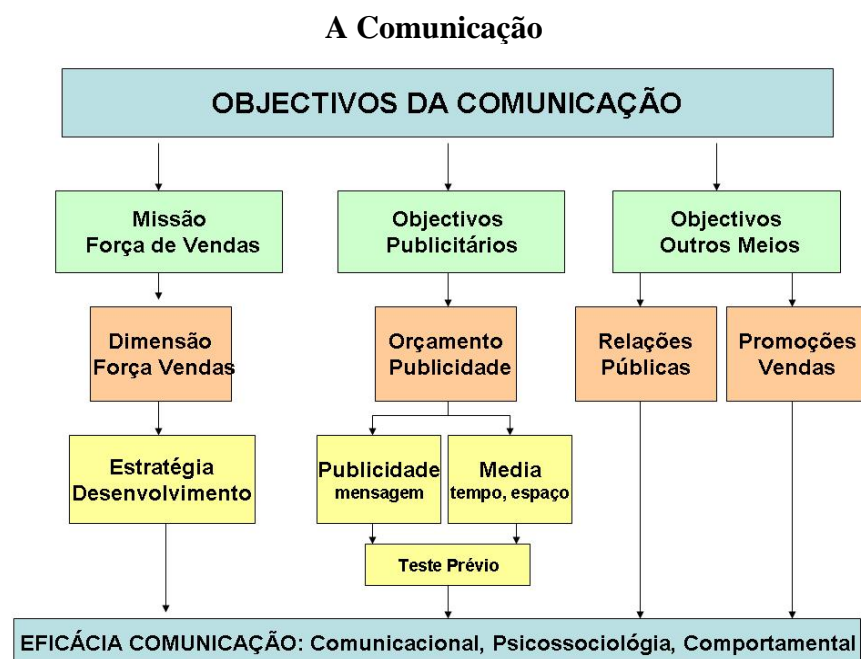 A Comunicação
OBJECTIVOS DA COMUNICAÇÃO
Missão
Força de Vendas
Objectivos
Publicitários
Objectivos
Outros Meios
Dimensão
Força Vendas
Orçamento
Publicidade
Relações
Públicas
Promoções
Vendas
Estratégia
Desenvolvimento
Publicidade
mensagem
Media
tempo, espaço
Teste Prévio
EFICÁCIA COMUNICAÇÃO: Comunicacional, Psicossológia, Comportamental